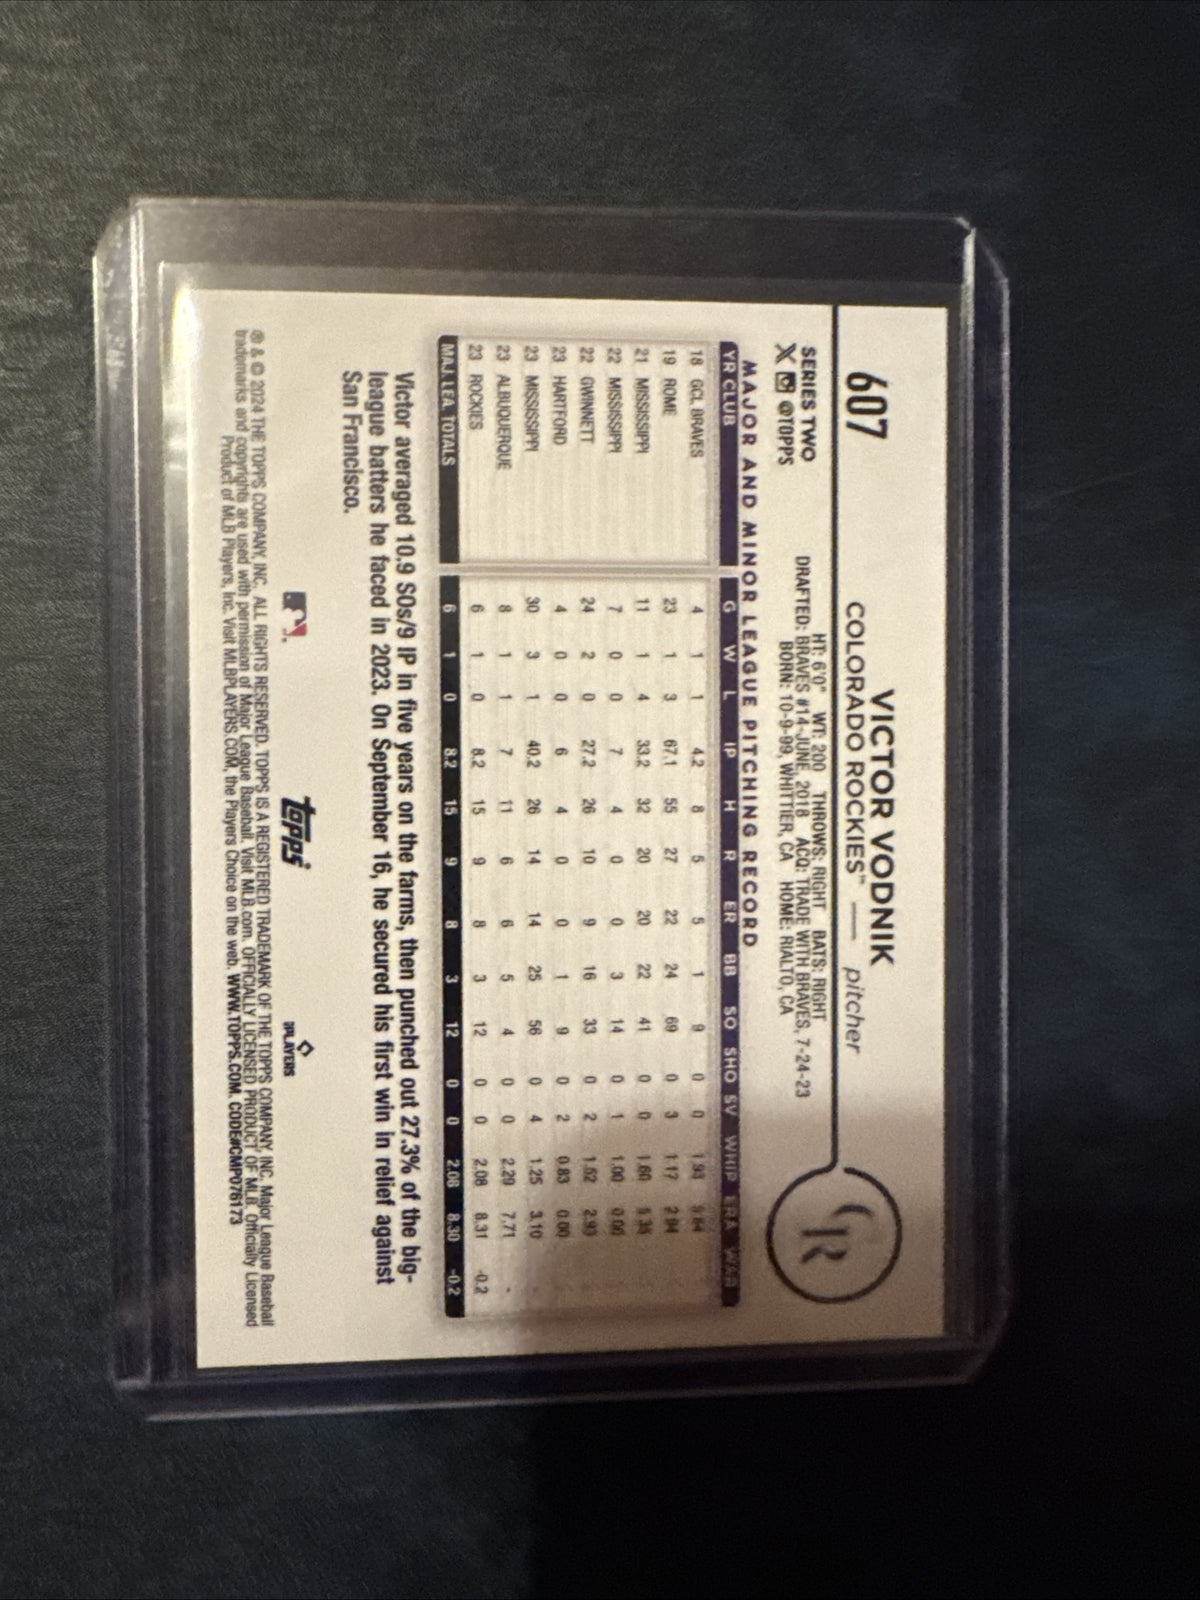 607
VICTOR VODNIK
COLORADO ROCKIES™ — pitcher
CR
SERIES TWO
X @TOPPS
HT: 6'0" WT: 200 THROWS: RIGHT BATS: RIGHT
DRAFTED: BRAVES #14-JUNE, 2018 ACQ: TRADE WITH BRAVES, 7-24-23
BORN: 10-9-99, WHITTIER, CA HOME: RIALTO, CA
MAJOR AND MINOR LEAGUE PITCHING RECORD
YR CLUB G W L IP H R ER BB SO SHO SV WHIP ERA WAR
18 GCL BRAVES 4 1 1 4.2 8 5 5 1 9 0 0 1.93 9.64
19 ROME 23 1 3 67.1 55 27 22 24 69 0 3 1.17 2.94
21 MISSISSIPPI 11 1 4 33.2 32 20 20 22 41 0 0 1.60 5.35
22 MISSISSIPPI 7 0 0 7 4 0 0 3 14 0 1 1.00 0.00
22 GWINNETT 24 2 0 27.2 26 10 9 16 33 0 2 1.52 2.93
23 HARTFORD 4 0 0 6 4 0 0 1 9 0 2 0.83 0.00
23 MISSISSIPPI 30 3 1 40.2 26 14 14 25 56 0 4 1.25 3.10 -
23 ALBUQUERQUE 8 1 1 7 11 6 6 5 4 0 0 2.29 7.71 -
23 ROCKIES 6 1 0 8.2 15 9 8 3 12 0 0 2.08 8.31 -0.2
MAJ. LEA. TOTALS 6 1 0 8.2 15 9 8 3 12 0 0 2.08 8.30 -0.2
Victor averaged 10.9 SOs/9 IP in five years on the farms, then punched out 27.3% of the big-
league batters he faced in 2023. On September 16, he secured his first win in relief against
San Francisco.
topps
PLAYERS
® & © 2024 THE TOPPS COMPANY, INC. ALL RIGHTS RESERVED. TOPPS IS A REGISTERED TRADEMARK OF THE TOPPS COMPANY, INC. Major League Baseball
trademarks and copyrights are used with permission of Major League Baseball. Visit MLB.com. OFFICIALLY LICENSED PRODUCT OF MLB. Officially Licensed
Product of MLB Players, Inc. Visit MLBPLAYERS.COM, the Players Choice on the web. WWW.TOPPS.COM. CODE#CMP076173